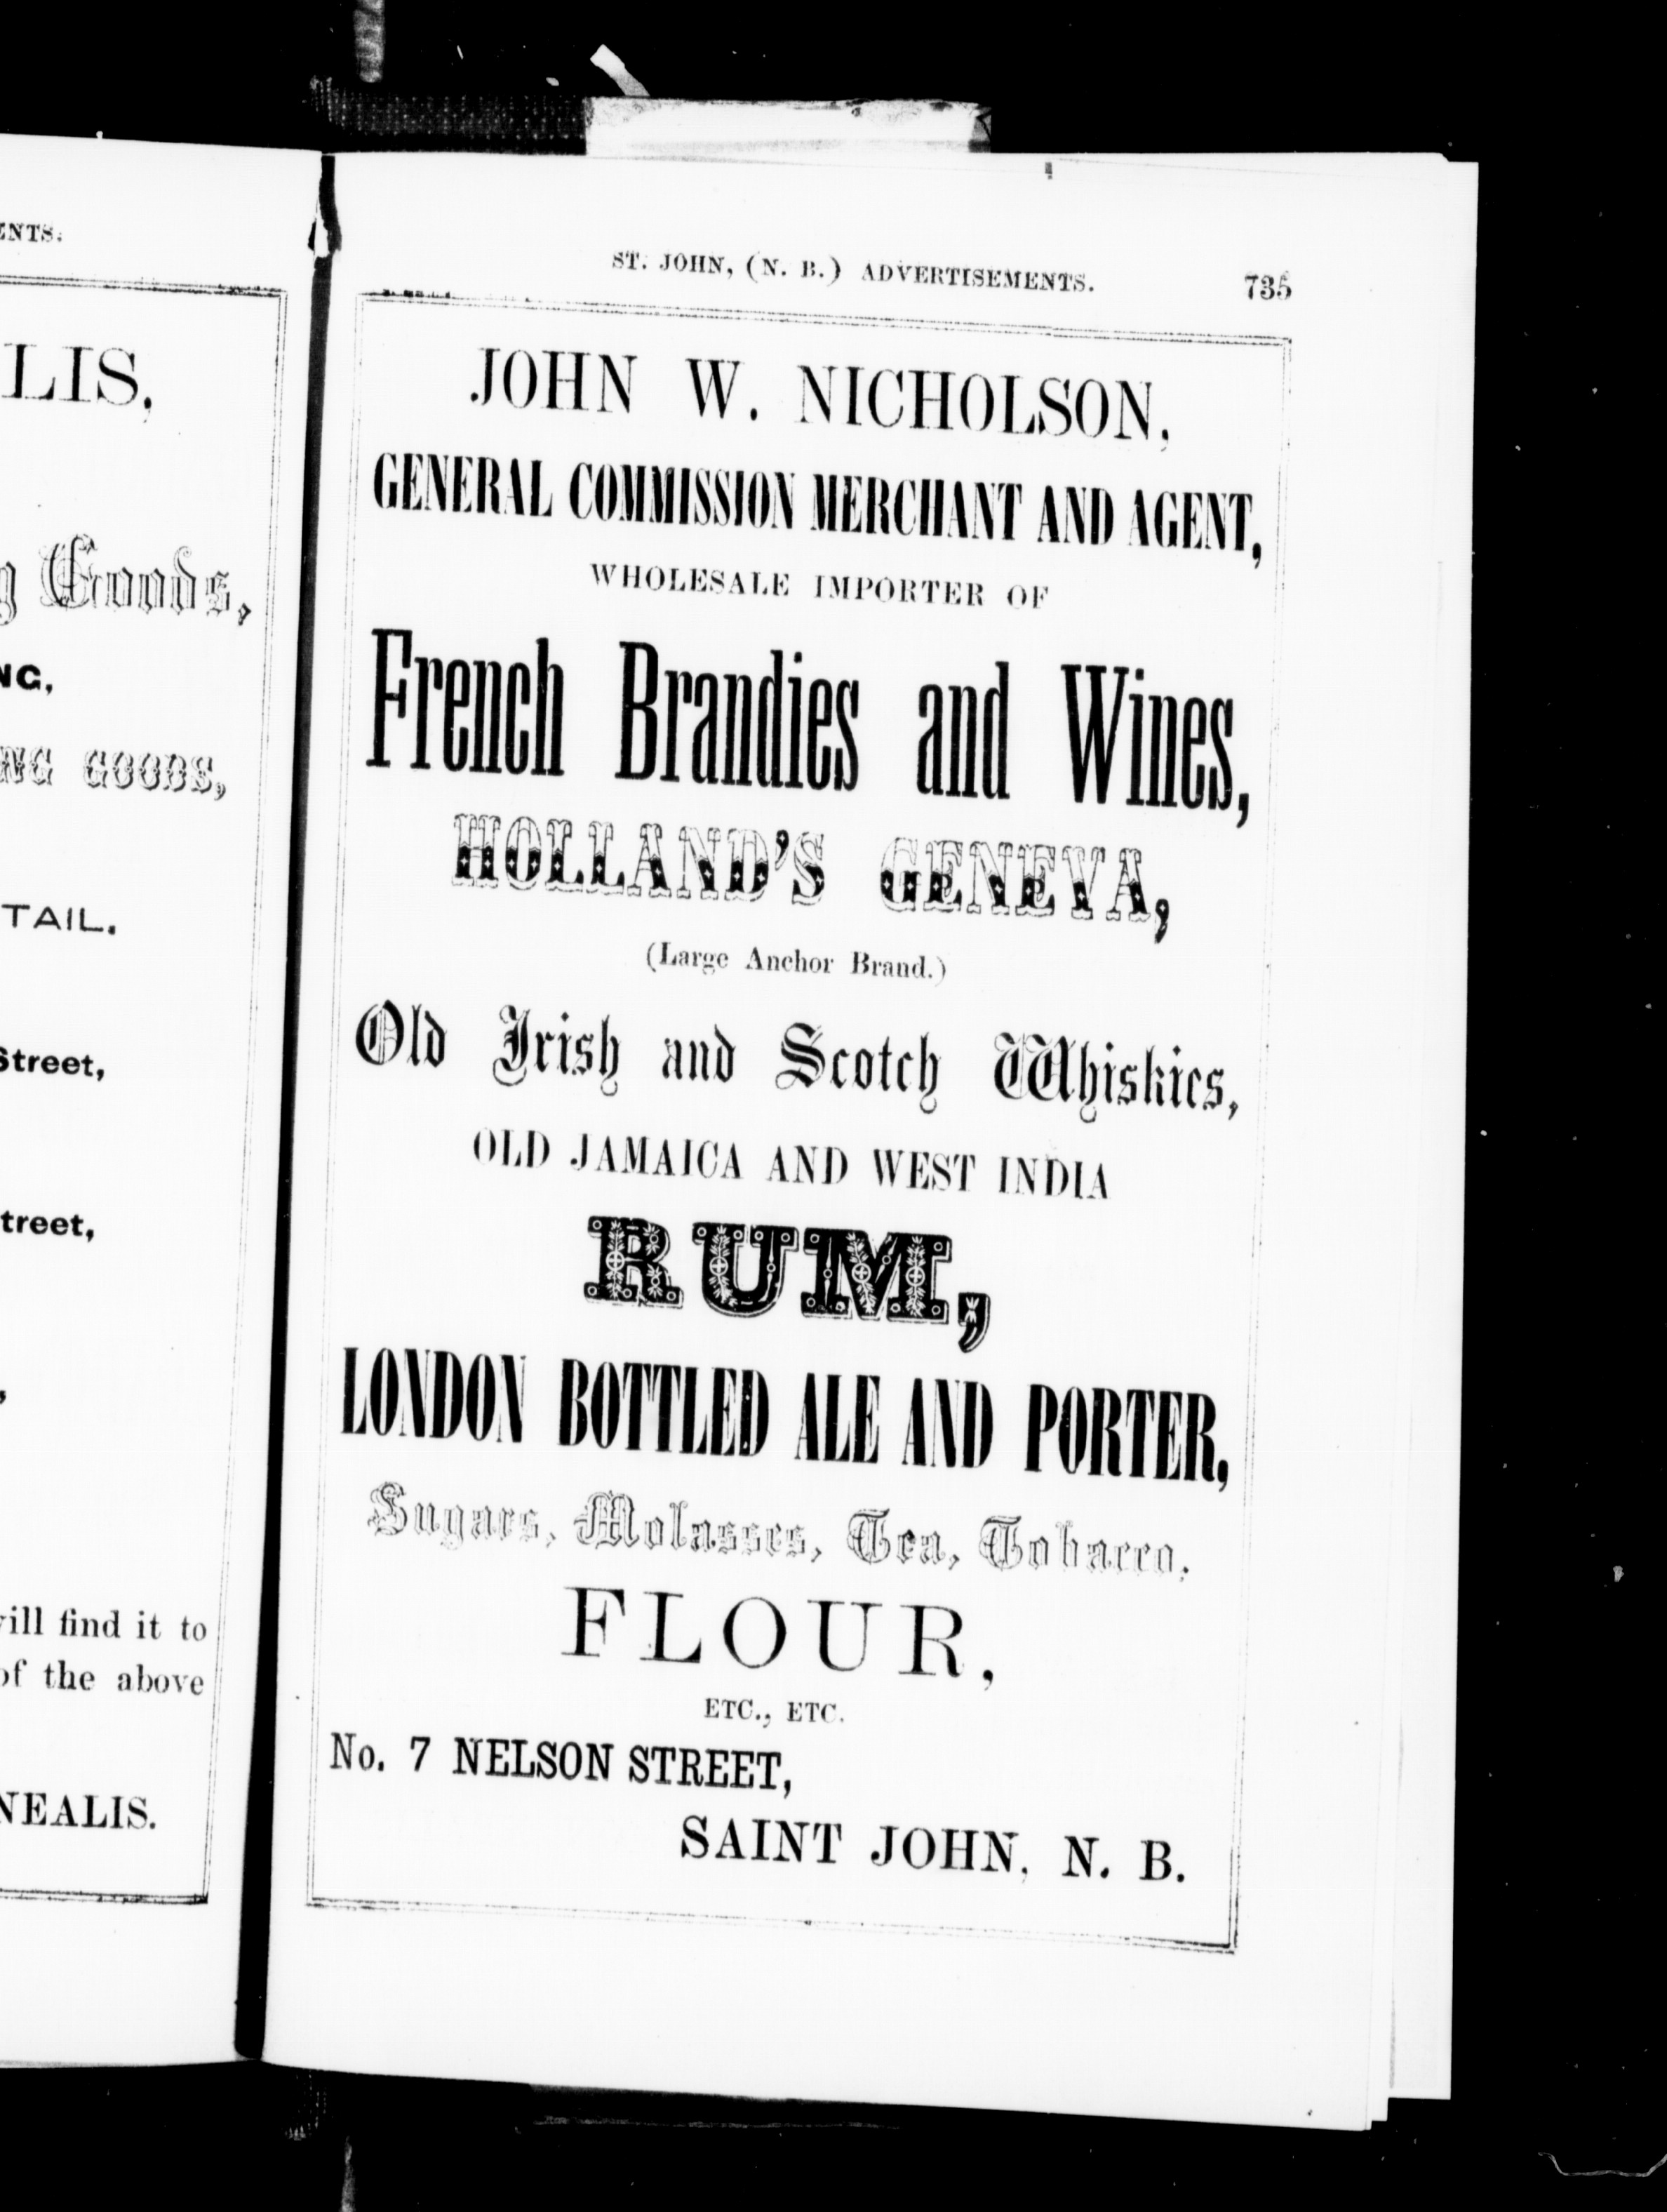 ENTS.
LIS,
g Goods,
NG,
NG GOODS,
TAIL.
Street,
treet,
,
ill find it to
of the above
NEALIS.
ST. JOHN, (N. B.) ADVERTISEMENTS. 735
JOHN W. NICHOLSON,
GENERAL COMMISSION MERCHANT AND AGENT,
WHOLESALE IMPORTER OF
French Brandies and Wines,
HOLLAND'S GENEVA,
(Large Anchor Brand.)
Old Irish and Scotch Whiskies,
OLD JAMAICA AND WEST INDIA
RUM,
LONDON BOTTLED ALE AND PORTER,
Sugars, Molasses, Tea, Tobacco,
FLOUR,
ETC., ETC.
No. 7 NELSON STREET,
SAINT JOHN, N. B.